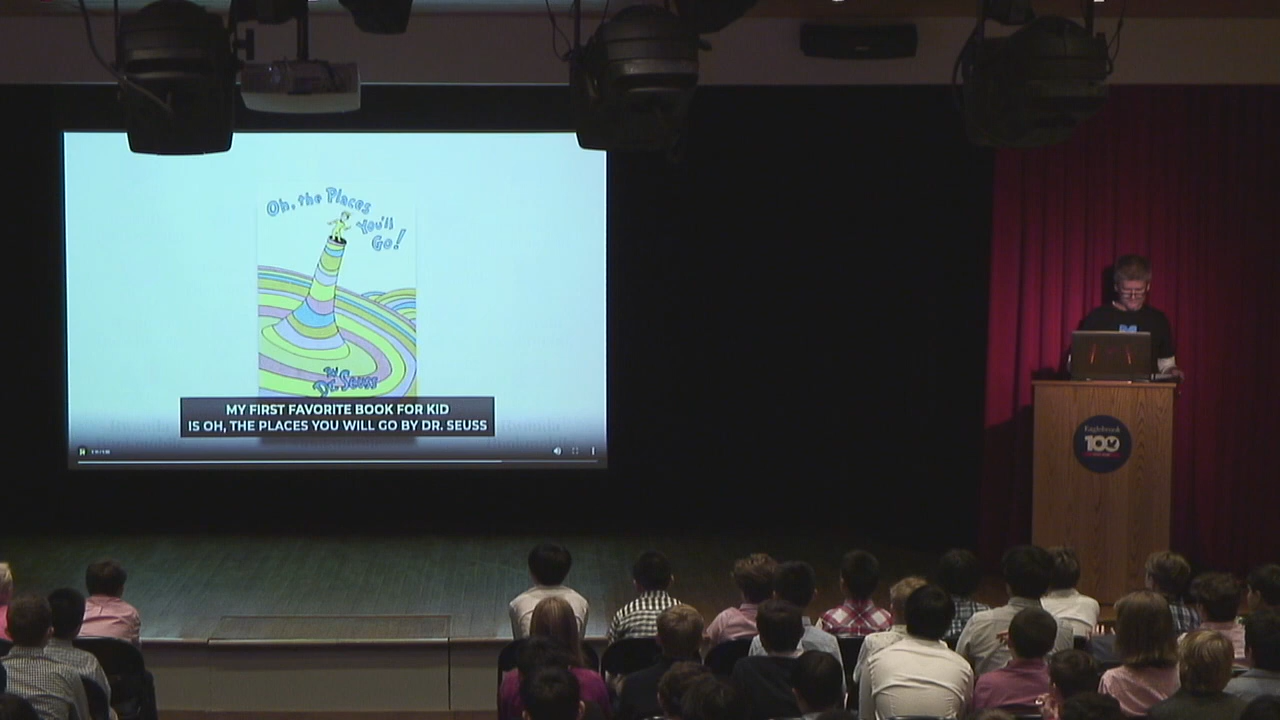 Oh, the Places
You'll
Go!
Dr. Seuss
MY FIRST FAVORITE BOOK FOR KID
IS OH, THE PLACES YOU WILL GO BY DR. SEUSS
Eaglebrook
100